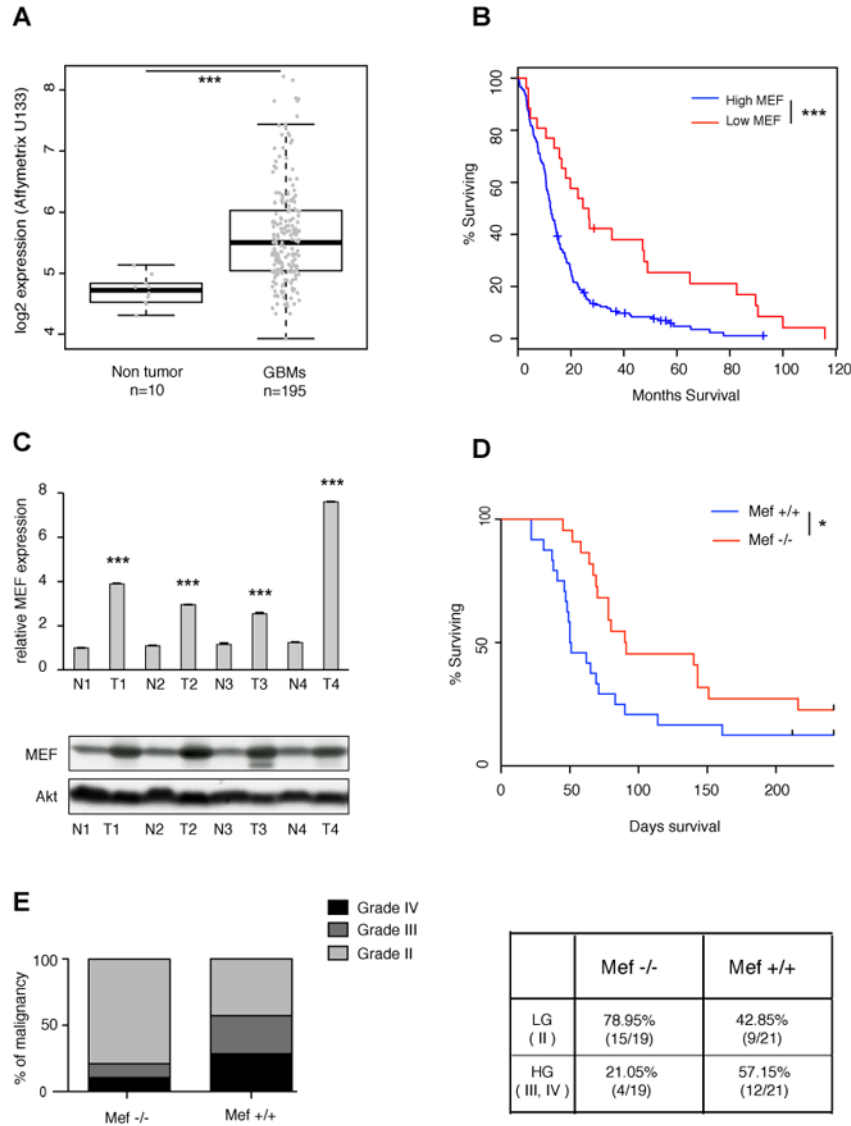 A
log2 expression (Affymetrix U133)
8
7
6
5
4
***
Non tumor
n=10
GBMs
n=195
B
% Surviving
100
80
60
40
20
0
High MEF
Low MEF
***
0 20 40 60 80 100 120
Months Survival
C
relative MEF expression
8
6
4
2
0
*** *** *** ***
N1 T1 N2 T2 N3 T3 N4 T4
MEF
Akt
N1 T1 N2 T2 N3 T3 N4 T4
D
% Surviving
100
50
0
Mef +/+
Mef -/-
*
0 50 100 150 200
Days survival
E
% of malignancy
100
50
0
Grade IV
Grade III
Grade II
Mef -/- Mef +/+
Mef -/- Mef +/+
LG
( II )
78.95%
(15/19)
42.85%
(9/21)
HG
( III, IV )
21.05%
(4/19)
57.15%
(12/21)